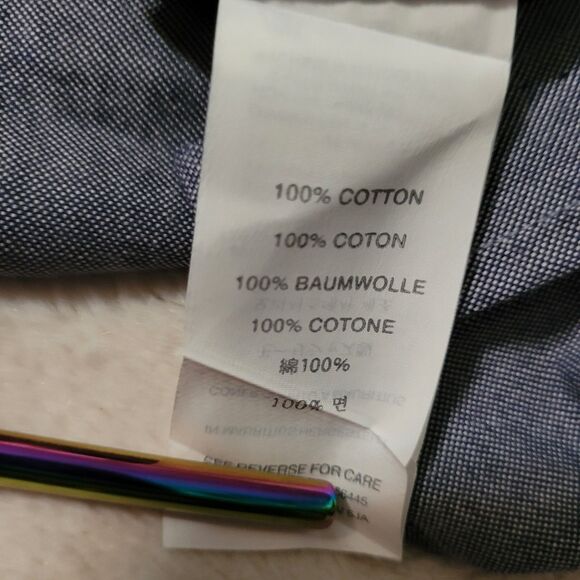 100% COTTON
100% COTON
100% BAUMWOLLE
100% COTONE
綿100%
100% 면
SEE REVERSE FOR CARE